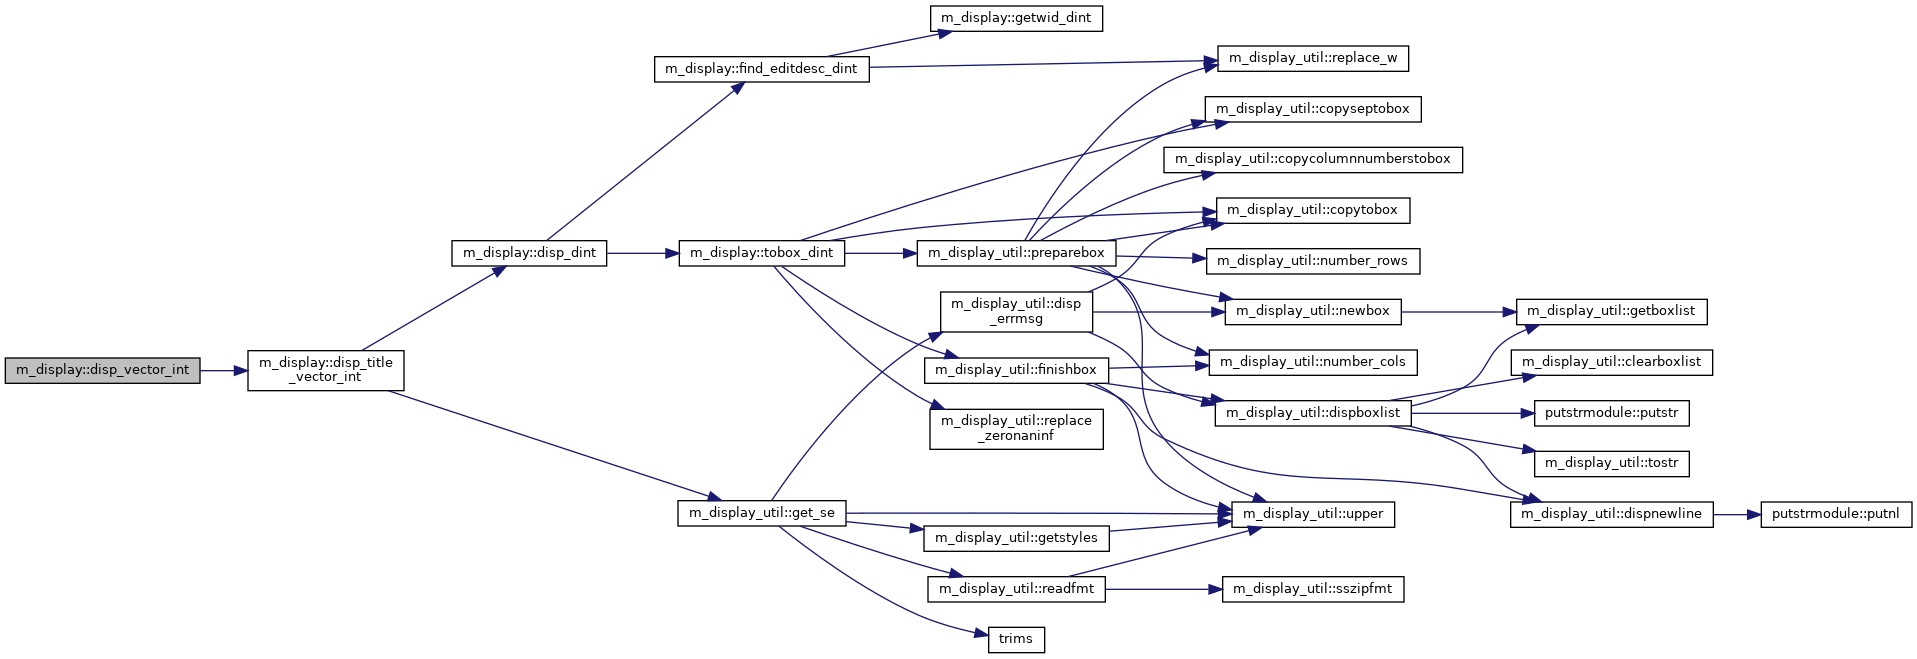 m_display::disp_vector_int
m_display::disp_title
_vector_int
m_display::disp_dint
m_display_util::get_se
m_display::find_editdesc_dint
m_display::tobox_dint
m_display::getwid_dint
m_display_util::replace_w
m_display_util::copyseptobox
m_display_util::copycolumnnumberstobox
m_display_util::copytobox
m_display_util::preparebox
m_display_util::number_rows
m_display_util::disp
_errmsg
m_display_util::newbox
m_display_util::getboxlist
m_display_util::finishbox
m_display_util::number_cols
m_display_util::clearboxlist
m_display_util::replace
_zeronaninf
m_display_util::dispboxlist
putstrmodule::putstr
m_display_util::tostr
m_display_util::upper
m_display_util::dispnewline
putstrmodule::putnl
m_display_util::getstyles
m_display_util::readfmt
m_display_util::sszipfmt
trims